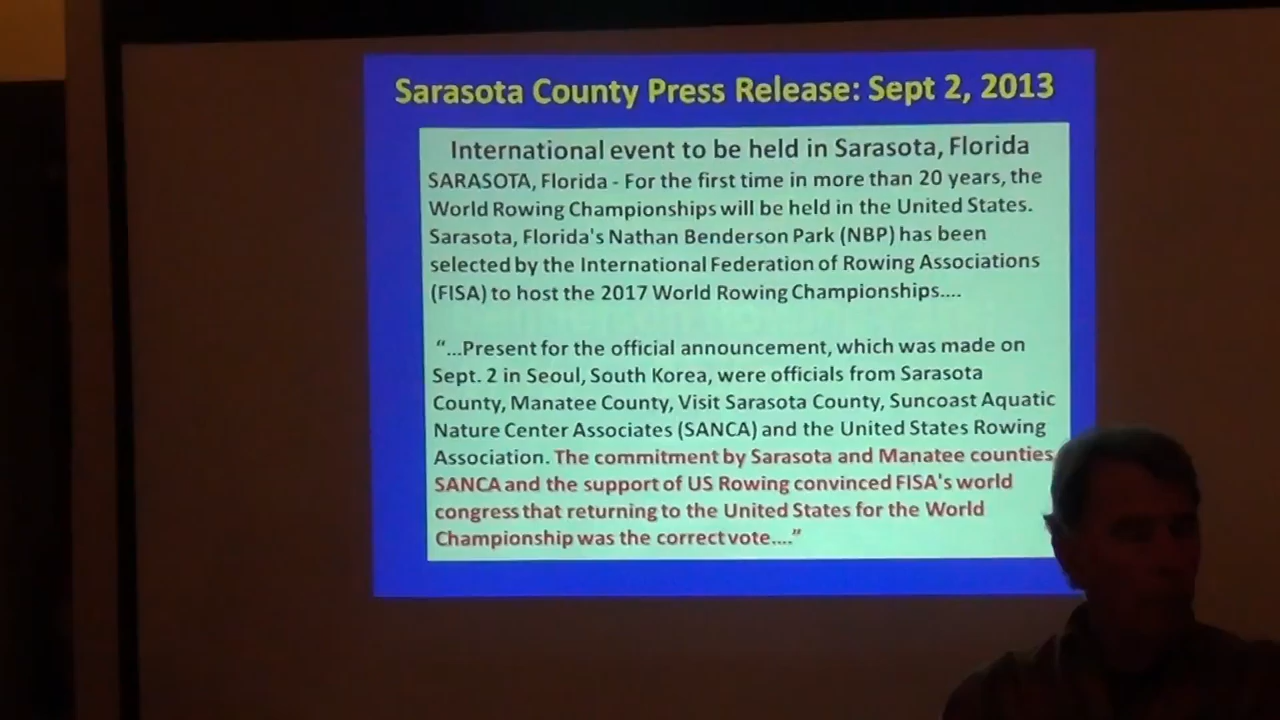 Sarasota County Press Release: Sept 2, 2013
International event to be held in Sarasota, Florida
SARASOTA, Florida - For the first time in more than 20 years, the
World Rowing Championships will be held in the United States.
Sarasota, Florida's Nathan Benderson Park (NBP) has been
selected by the International Federation of Rowing Associations
(FISA) to host the 2017 World Rowing Championships....
“...Present for the official announcement, which was made on
Sept. 2 in Seoul, South Korea, were officials from Sarasota
County, Manatee County, Visit Sarasota County, Suncoast Aquatic
Nature Center Associates (SANCA) and the United States Rowing
Association. The commitment by Sarasota and Manatee counties
SANCA and the support of US Rowing convinced FISA's world
congress that returning to the United States for the World
Championship was the correct vote....”